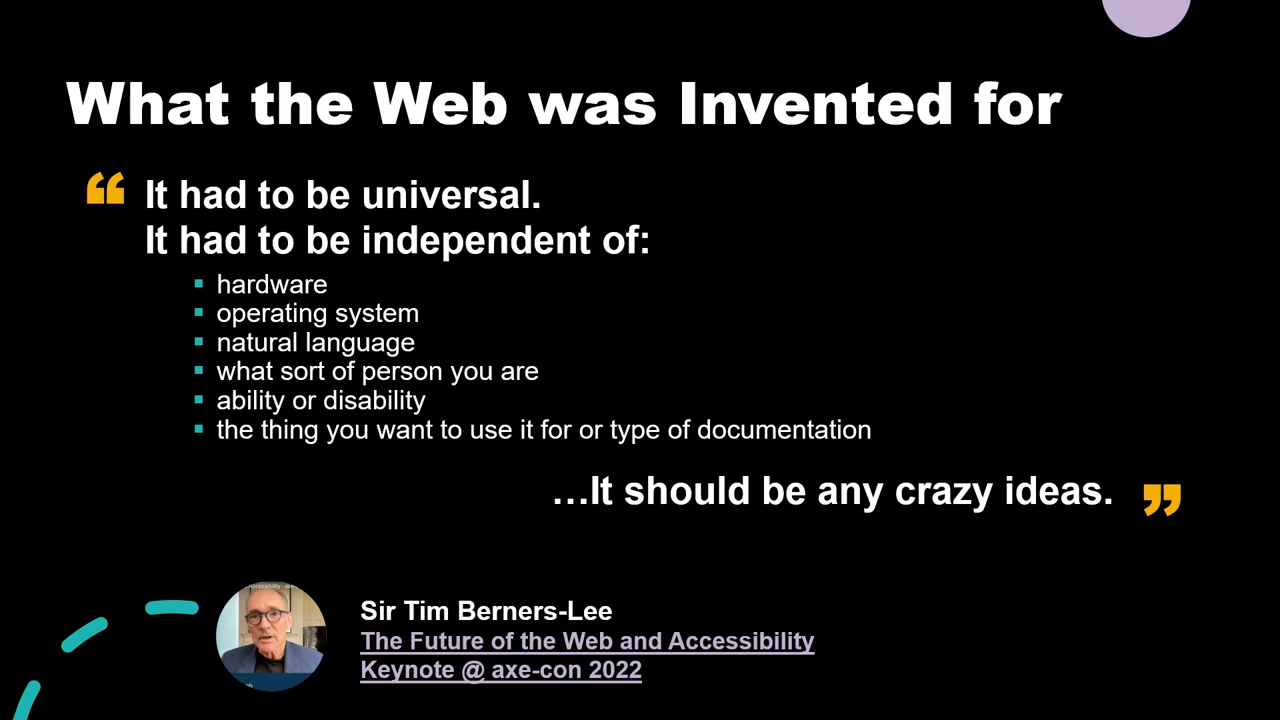 What the Web was Invented for
“ It had to be universal.
It had to be independent of:
▪ hardware
▪ operating system
▪ natural language
▪ what sort of person you are
▪ ability or disability
▪ the thing you want to use it for or type of documentation
…It should be any crazy ideas. ”
Sir Tim Berners-Lee
The Future of the Web and Accessibility
Keynote @ axe-con 2022